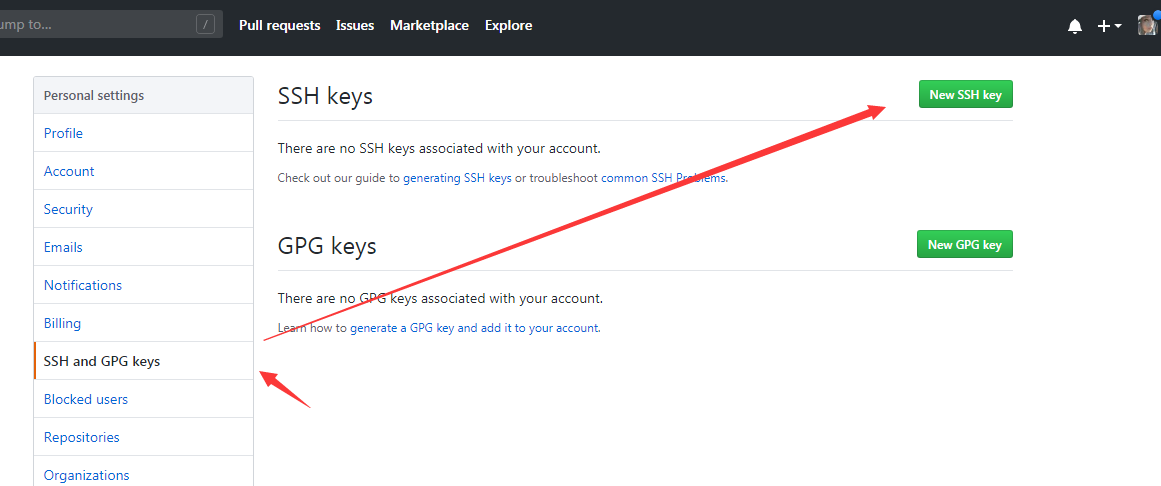 ump to... / Pull requests Issues Marketplace Explore
Personal settings
Profile
Account
Security
Emails
Notifications
Billing
SSH and GPG keys
Blocked users
Repositories
Organizations
SSH keys New SSH key
There are no SSH keys associated with your account.
Check out our guide to generating SSH keys or troubleshoot common SSH Problems.
GPG keys New GPG key
There are no GPG keys associated with your account.
Learn how to generate a GPG key and add it to your account.